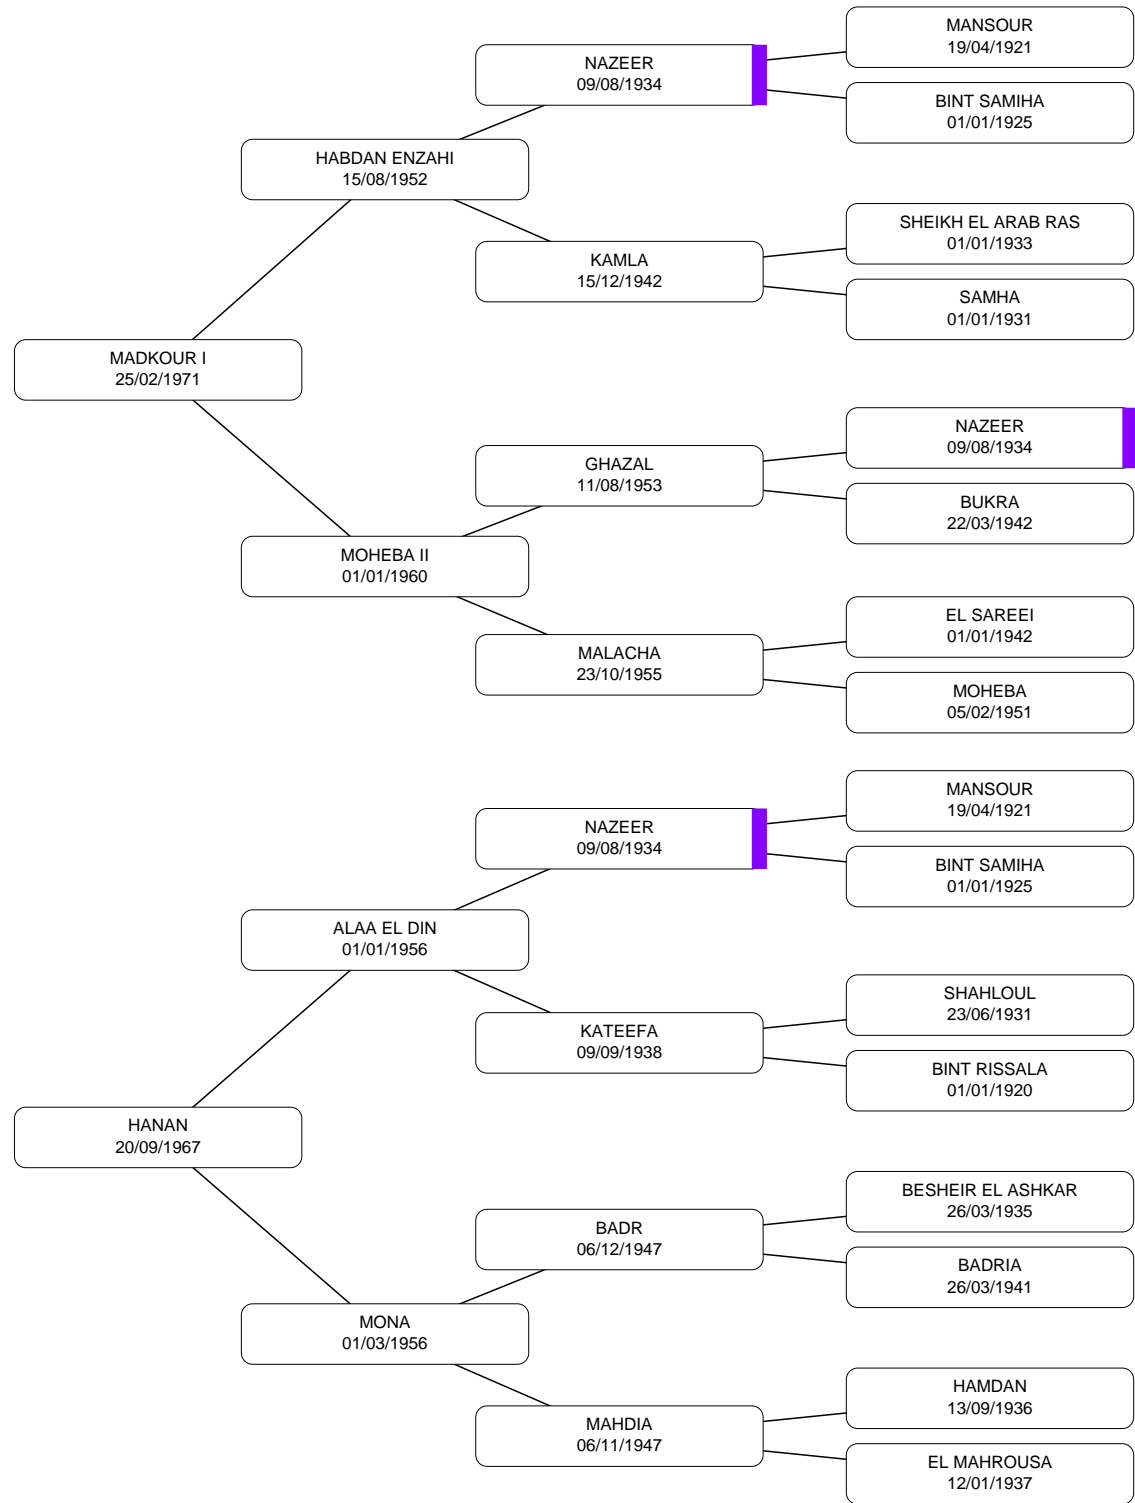 MANSOUR
19/04/1921
NAZEER
09/08/1934
BINT SAMIHA
01/01/1925
HABDAN ENZAHI
15/08/1952
SHEIKH EL ARAB RAS
01/01/1933
KAMLA
15/12/1942
SAMHA
01/01/1931
MADKOUR I
25/02/1971
NAZEER
09/08/1934
GHAZAL
11/08/1953
BUKRA
22/03/1942
MOHEBA II
01/01/1960
EL SAREEI
01/01/1942
MALACHA
23/10/1955
MOHEBA
05/02/1951
MANSOUR
19/04/1921
NAZEER
09/08/1934
BINT SAMIHA
01/01/1925
ALAA EL DIN
01/01/1956
SHAHLOUL
23/06/1931
KATEEFA
09/09/1938
BINT RISSALA
01/01/1920
HANAN
20/09/1967
BESHEIR EL ASHKAR
26/03/1935
BADR
06/12/1947
BADRIA
26/03/1941
MONA
01/03/1956
HAMDAN
13/09/1936
MAHDIA
06/11/1947
EL MAHROUSA
12/01/1937